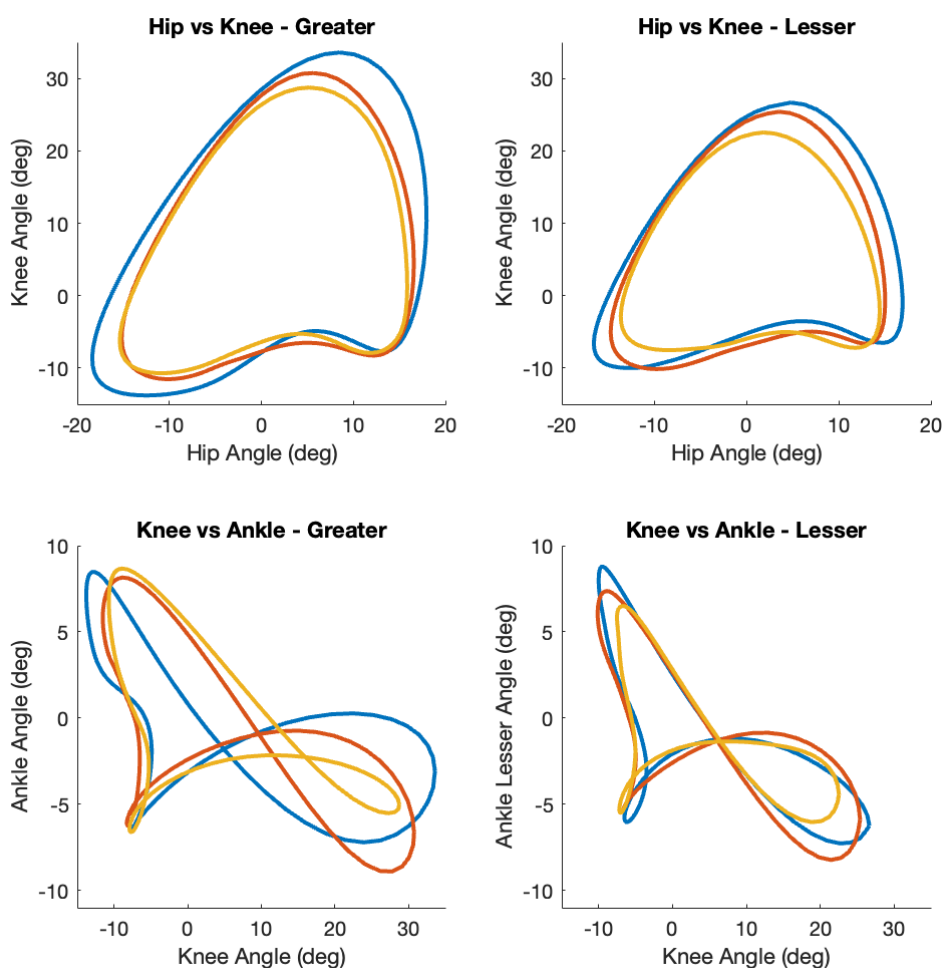 Hip vs Knee - Greater
Knee Angle (deg)
30
20
10
0
-10
-20 -10 0 10 20
Hip Angle (deg)
Hip vs Knee - Lesser
Knee Angle (deg)
30
20
10
0
-10
-20 -10 0 10 20
Hip Angle (deg)
Knee vs Ankle - Greater
Ankle Angle (deg)
10
5
0
-5
-10
-10 0 10 20 30
Knee Angle (deg)
Knee vs Ankle - Lesser
Ankle Lesser Angle (deg)
10
5
0
-5
-10
-10 0 10 20 30
Knee Angle (deg)